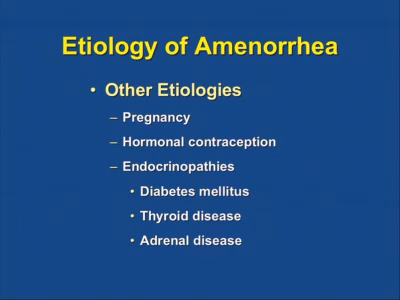 Etiology of Amenorrhea
• Other Etiologies
– Pregnancy
– Hormonal contraception
– Endocrinopathies
• Diabetes mellitus
• Thyroid disease
• Adrenal disease